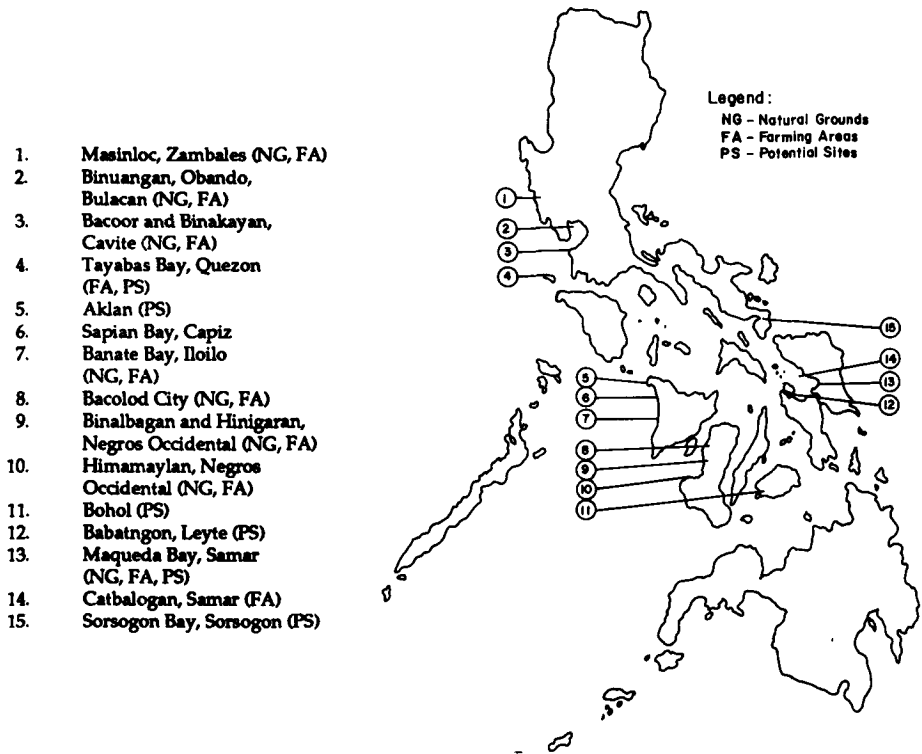 1. Masinloc, Zambales (NG, FA)
2. Binuangan, Obando,
Bulacan (NG, FA)
3. Bacoor and Binakayan,
Cavite (NG, FA)
4. Tayabas Bay, Quezon
(FA, PS)
5. Aklan (PS)
6. Sapian Bay, Capiz
7. Banate Bay, Iloilo
(NG, FA)
8. Bacolod City (NG, FA)
9. Binalbagan and Hinigaran,
Negros Occidental (NG, FA)
10. Himamaylan, Negros
Occidental (NG, FA)
11. Bohol (PS)
12. Babatngon, Leyte (PS)
13. Maqueda Bay, Samar
(NG, FA, PS)
14. Catbalogan, Samar (FA)
15. Sorsogon Bay, Sorsogon (PS)
Legend :
NG - Natural Grounds
FA - Farming Areas
PS - Potential Sites
1
2
3
4
15
14
13
12
5
6
7
8
9
10
11